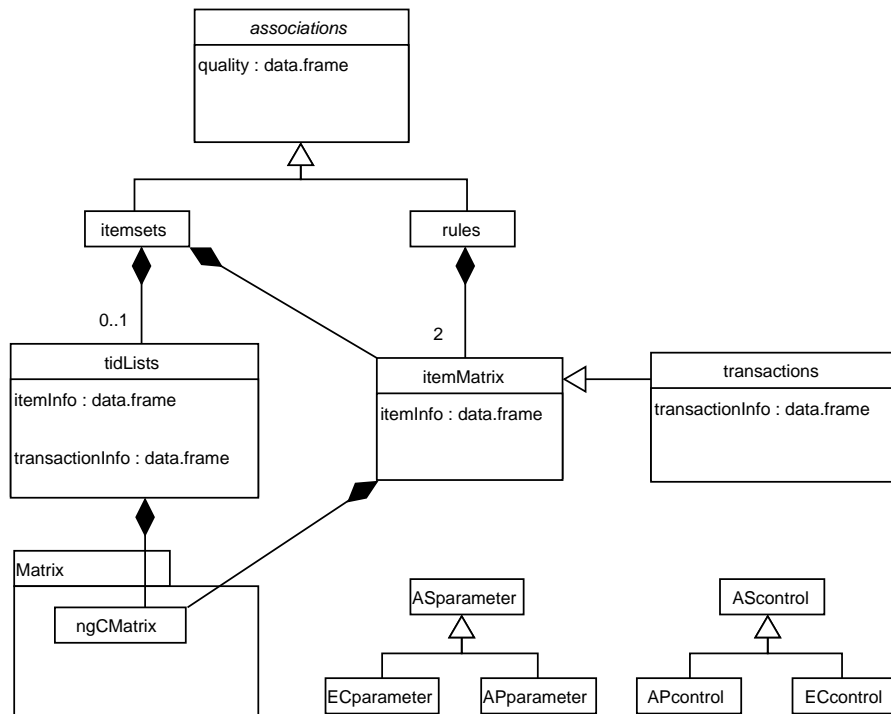 associations
quality : data.frame
itemsets
rules
0..1
2
tidLists
itemInfo : data.frame
transactionInfo : data.frame
itemMatrix
itemInfo : data.frame
transactions
transactionInfo : data.frame
Matrix
ngCMatrix
ASparameter
ECparameter
APparameter
AScontrol
APcontrol
ECcontrol